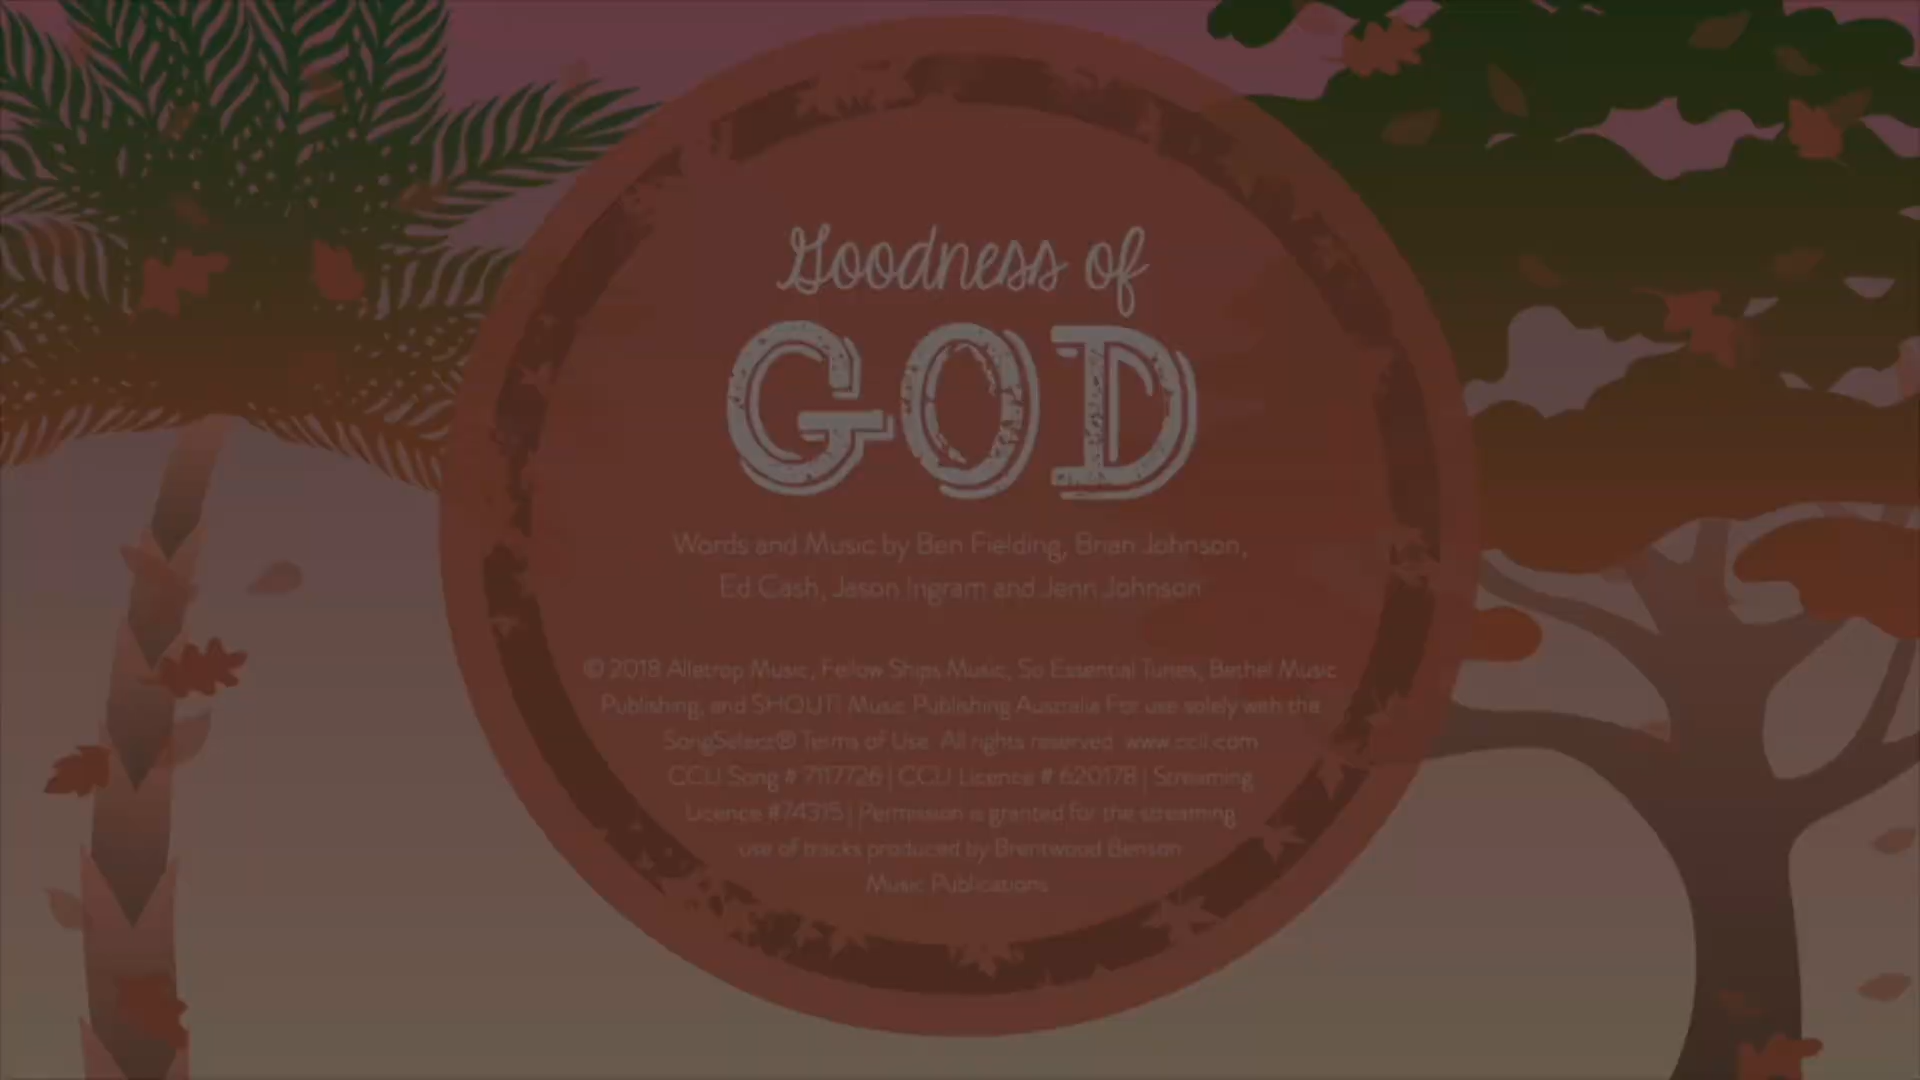 Goodness of
GOD
Words and Music by Ben Fielding, Brian Johnson,
Ed Cash, Jason Ingram and Jenn Johnson
© 2018 Alletrop Music, Fellow Ships Music, So Essential Tunes, Bethel Music
Publishing, and SHOUT! Music Publishing Australia For use solely with the
SongSelect® Terms of Use. All rights reserved. www.ccli.com
CCLI Song # 7117726 | CCLI Licence # 620178 | Streaming
Licence #74315 | Permission is granted for the streaming
use of tracks produced by Brentwood Benson
Music Publications